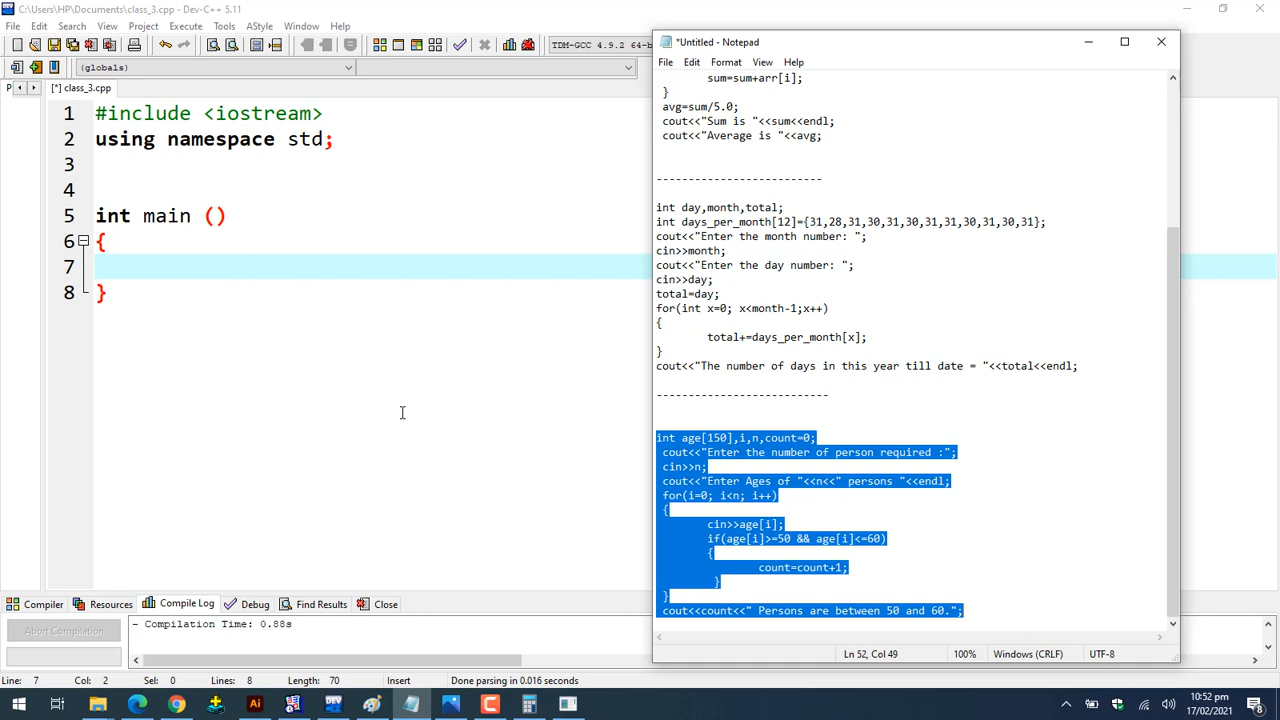 C:\Users\HP\Documents\class_3.cpp - Dev-C++ 5.11
File Edit Search View Project Execute Tools AStyle Window Help
TDM-GCC 4.9.2 64-b
(globals)
P
[*] class_3.cpp
1 #include <iostream>
2 using namespace std;
3
4
5 int main ()
6 {
7
8 }
*Untitled - Notepad
File Edit Format View Help
sum=sum+arr[i];
}
avg=sum/5.0;
cout<<"Sum is "<<sum<<endl;
cout<<"Average is "<<avg;
--------------------------
int day,month,total;
int days_per_month[12]={31,28,31,30,31,30,31,31,30,31,30,31};
cout<<"Enter the month number: ";
cin>>month;
cout<<"Enter the day number: ";
cin>>day;
total=day;
for(int x=0; x<month-1;x++)
{
total+=days_per_month[x];
}
cout<<"The number of days in this year till date = "<<total<<endl;
---------------------------
int age[150],i,n,count=0;
cout<<"Enter the number of person required :";
cin>>n;
cout<<"Enter Ages of "<<n<<" persons "<<endl;
for(i=0; i<n; i++)
{
cin>>age[i];
if(age[i]>=50 && age[i]<=60)
{
count=count+1;
}
}
cout<<count<<" Persons are between 50 and 60.";
Ln 52, Col 49 100% Windows (CRLF) UTF-8
Compiler Resources Compile Log Debug Find Results Close
Abort Compilation
- Compilation Time: 0.88s
Line: 7 Col: 2 Sel: 0 Lines: 8 Length: 70 Insert Done parsing in 0.016 seconds
10:52 pm
17/02/2021
8